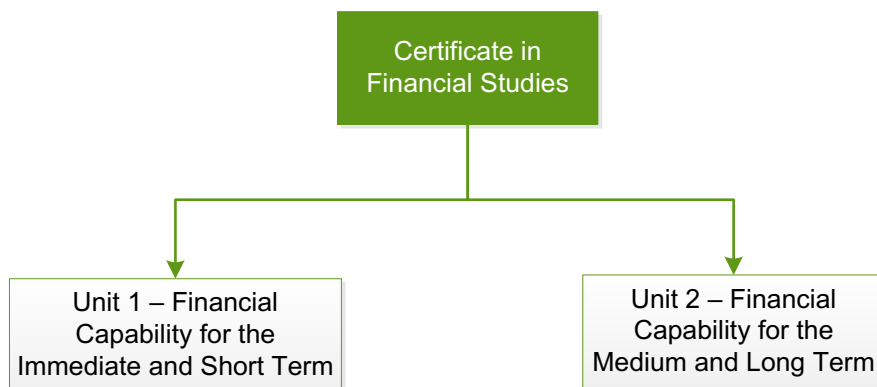 Certificate in
Financial Studies
Unit 1 – Financial
Capability for the
Immediate and Short Term
Unit 2 – Financial
Capability for the
Medium and Long Term